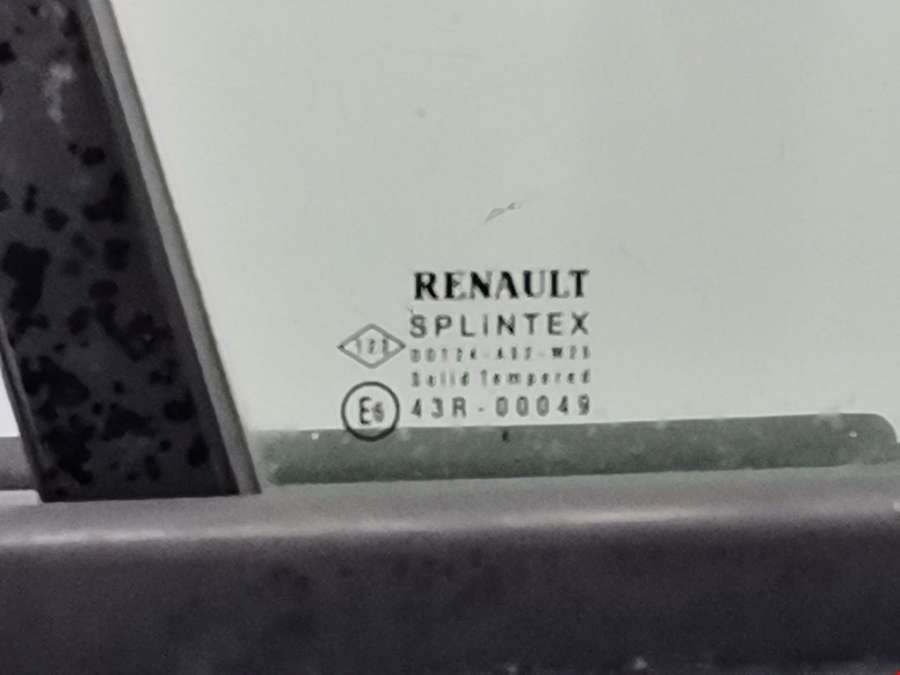 RENAULT
SPLINTEX
Solid Tempered
E6
43R-00049